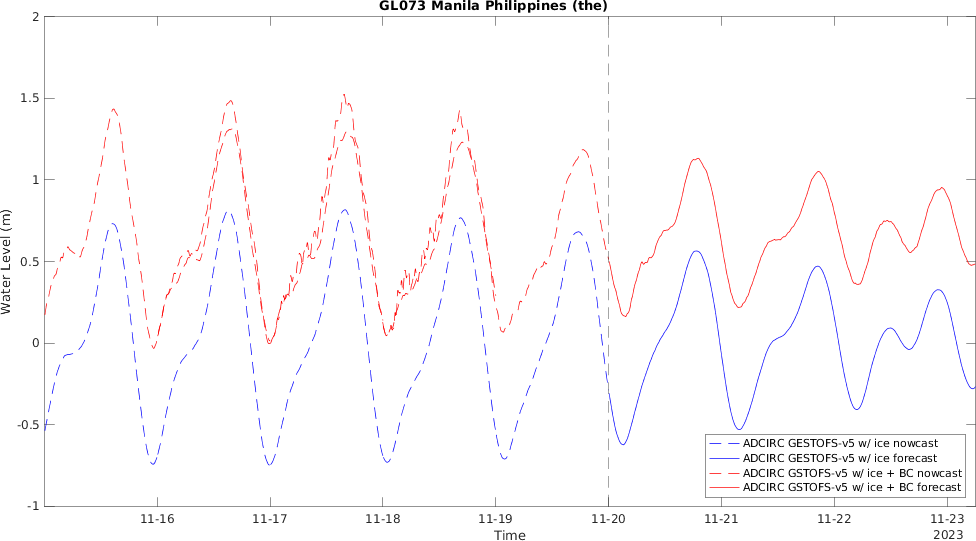 GL073 Manila Philippines (the)
2
1.5
1
0.5
0
-0.5
-1
Water Level (m)
11-16
11-17
11-18
11-19
11-20
11-21
11-22
11-23
2023
Time
ADCIRC GESTOFS-v5 w/ ice nowcast
ADCIRC GESTOFS-v5 w/ ice forecast
ADCIRC GSTOFS-v5 w/ ice + BC nowcast
ADCIRC GSTOFS-v5 w/ ice + BC forecast